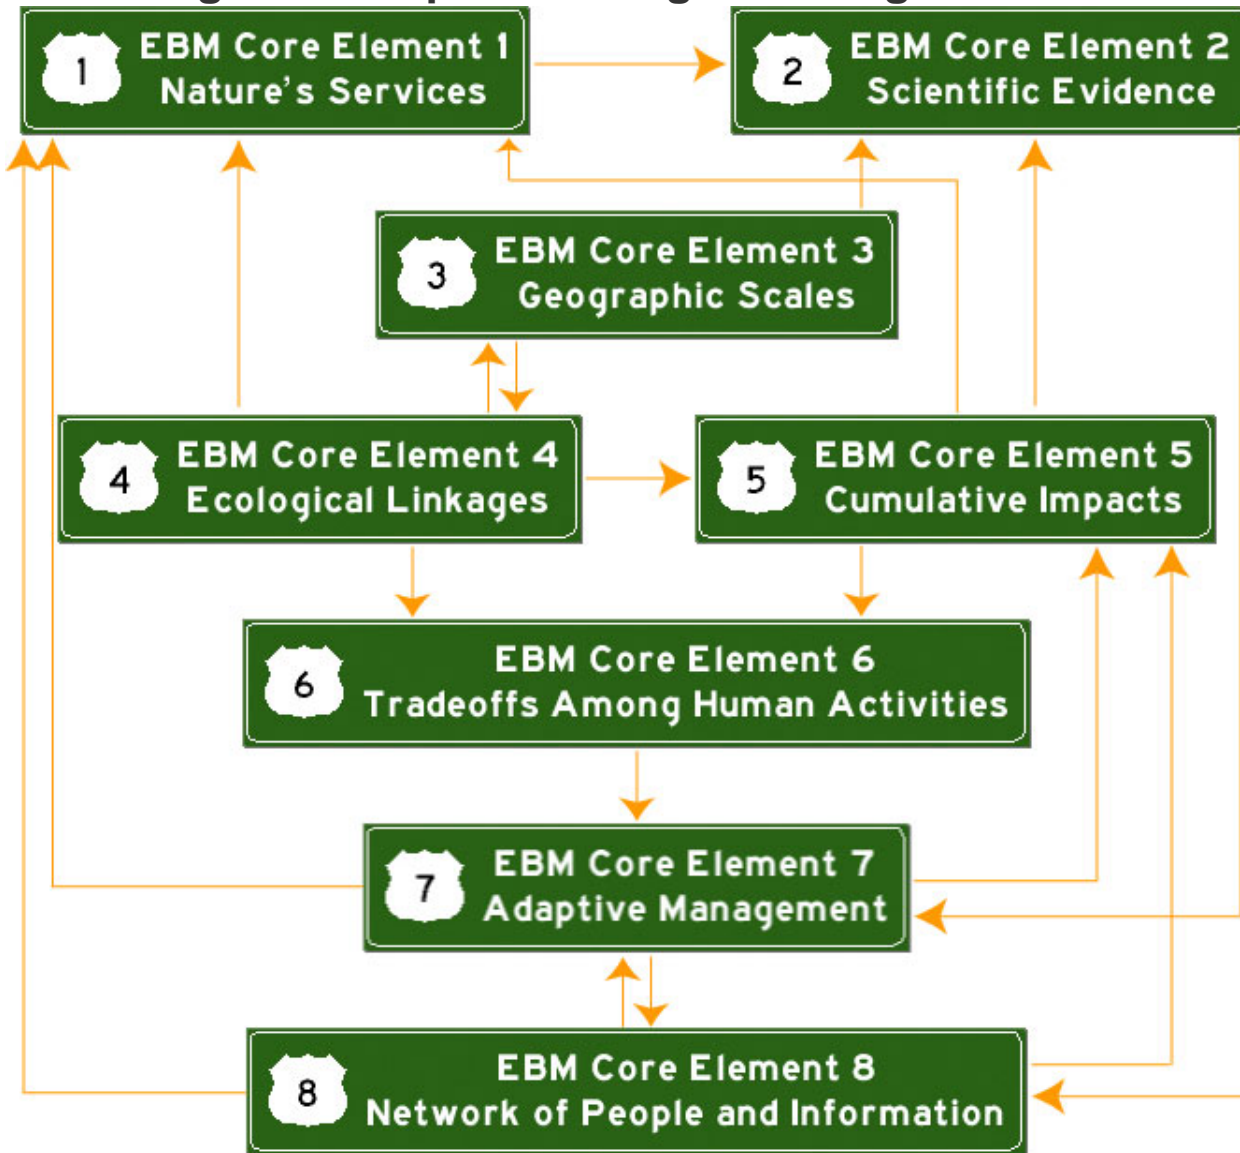 1
EBM Core Element 1
Nature's Services
2
EBM Core Element 2
Scientific Evidence
3
EBM Core Element 3
Geographic Scales
4
EBM Core Element 4
Ecological Linkages
5
EBM Core Element 5
Cumulative Impacts
6
EBM Core Element 6
Tradeoffs Among Human Activities
7
EBM Core Element 7
Adaptive Management
8
EBM Core Element 8
Network of People and Information